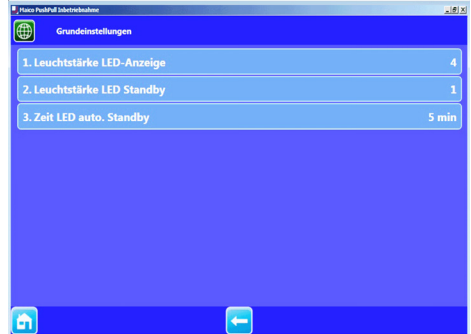 Maico PushPull Inbetriebnahme
Grundeinstellungen
1. Leuchtstärke LED-Anzeige 4
2. Leuchtstärke LED Standby 1
3. Zeit LED auto. Standby 5 min